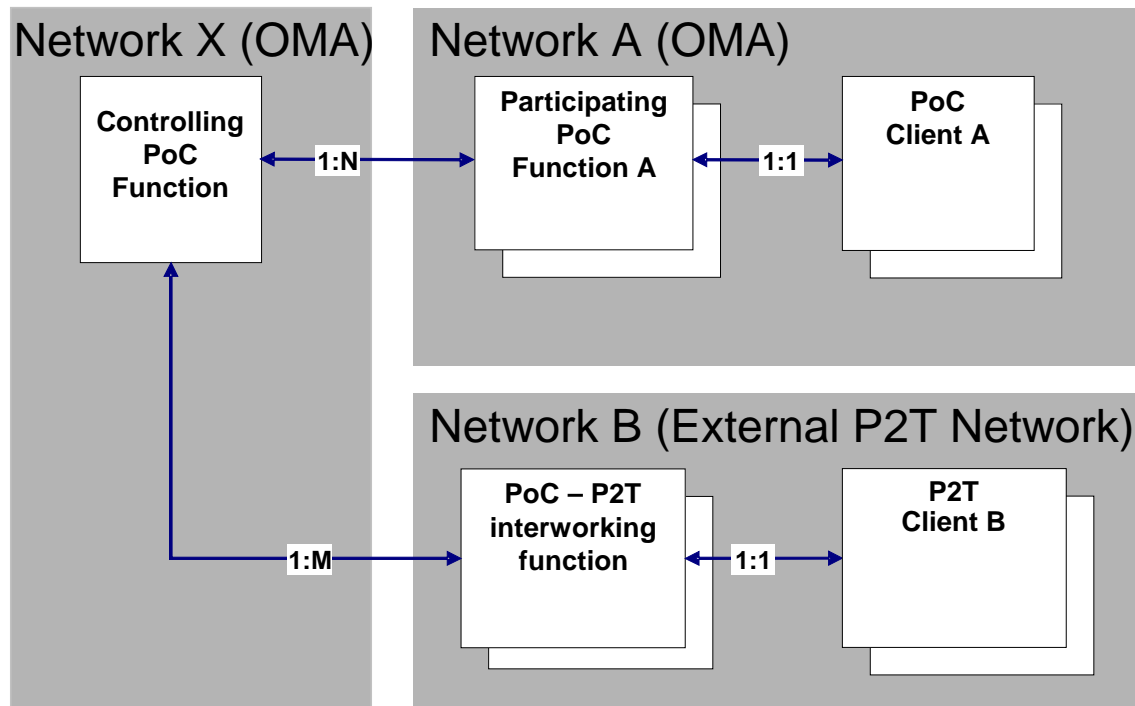 Network X (OMA)
Controlling
PoC
Function
1:N
Network A (OMA)
Participating
PoC
Function A
1:1
PoC
Client A
Network B (External P2T Network)
1:M
PoC – P2T
interworking
function
1:1
P2T
Client B